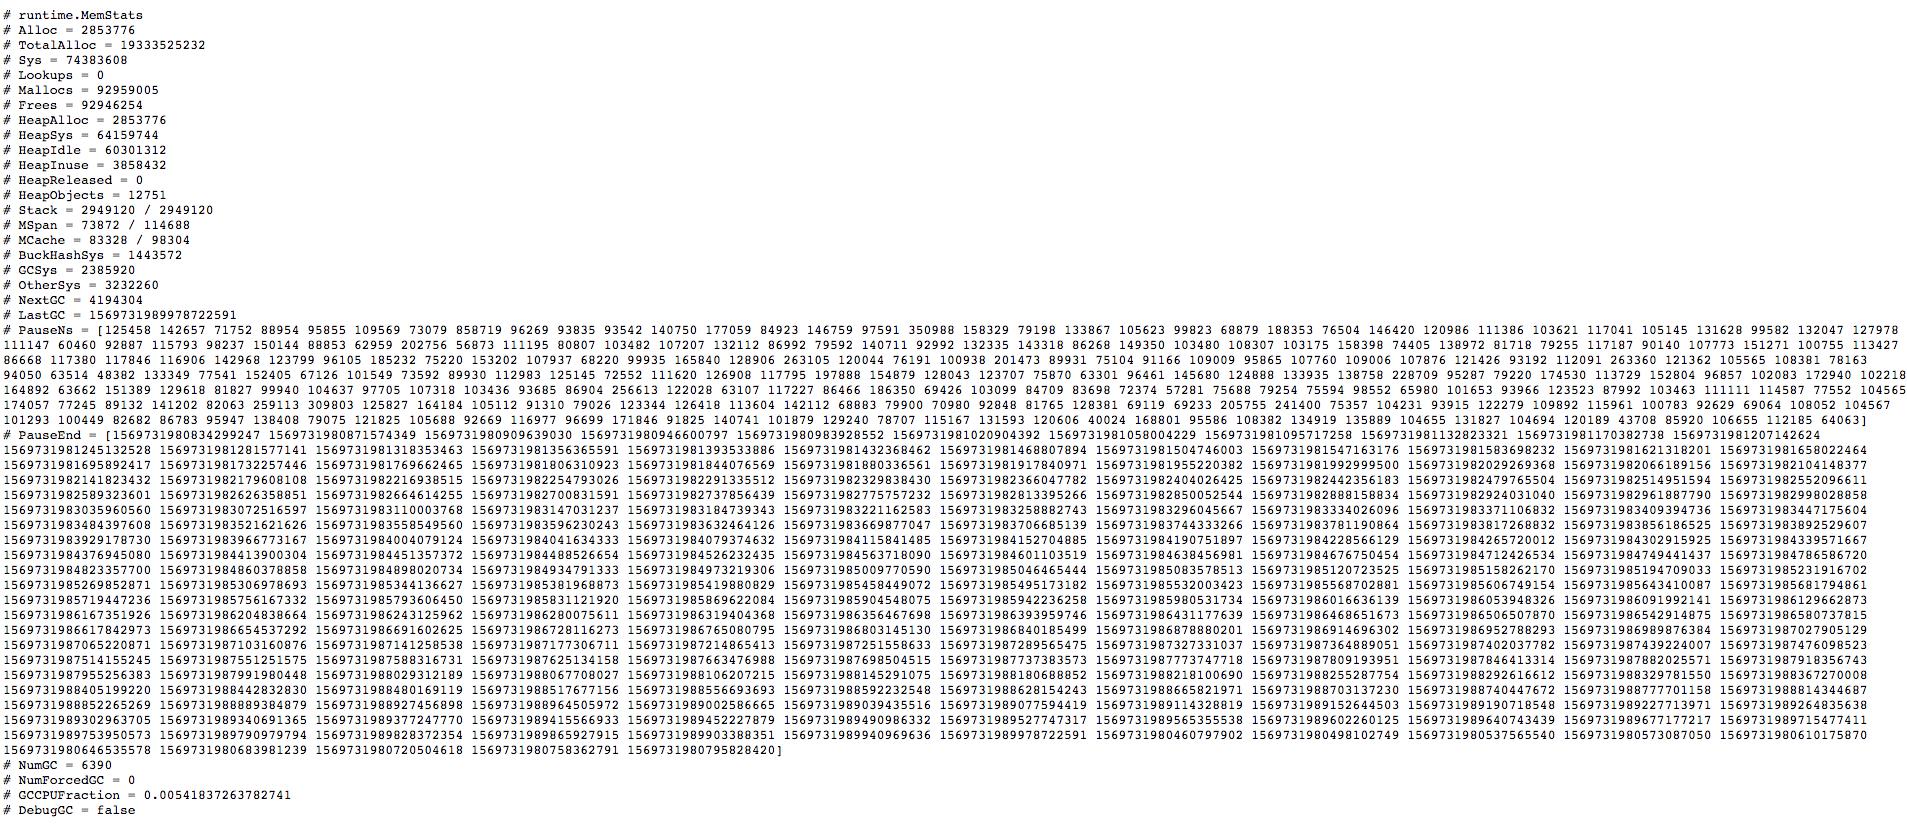 # runtime.MemStats
# Alloc = 2853776
# TotalAlloc = 19333525232
# Sys = 74383608
# Lookups = 0
# Mallocs = 92959005
# Frees = 92946254
# HeapAlloc = 2853776
# HeapSys = 64159744
# HeapIdle = 60301312
# HeapInuse = 3858432
# HeapReleased = 0
# HeapObjects = 12751
# Stack = 2949120 / 2949120
# MSpan = 73872 / 114688
# MCache = 83328 / 98304
# BuckHashSys = 1443572
# GCSys = 2385920
# OtherSys = 3232260
# NextGC = 4194304
# LastGC = 1569731989978722591
# PauseNs = [125458 142657 71752 88954 95855 109569 73079 858719 96269 93835 93542 140750 177059 84923 146759 97591 350988 158329 79198 133867 105623 99823 68879 188353 76504 146420 120986 111386 103621 117041 105145 131628 99582 132047 127978
111147 60460 92887 115793 98237 150144 88853 62959 202756 56873 111195 80807 103482 107207 132112 86992 79592 140711 92992 132335 143318 86268 149350 103480 108307 103175 158398 74405 138972 81718 79255 117187 90140 107773 151271 100755 113427
86668 117380 117846 116906 142968 123799 96105 185232 75220 153202 107937 68220 99935 165840 128906 263105 120044 76191 100938 201473 89931 75104 91166 109009 95865 107760 109006 107876 121426 93192 112091 263360 121362 105565 108381 78163
94050 63514 48382 133349 77541 152405 67126 101549 73592 89930 112983 125145 72552 111620 126908 117795 197888 154879 128043 123707 75870 63301 96461 145680 124888 133935 138758 228709 95287 79220 174530 113729 152804 96857 102083 172940 102218
164892 63662 151389 129618 81827 99940 104637 97705 107318 103436 93685 86904 256613 122028 63107 117227 86466 186350 69426 103099 84709 83698 72374 57281 75688 79254 75594 98552 65980 101653 93966 123523 87992 103463 111111 114587 77552 104565
174057 77245 89132 141202 82063 259113 309803 125827 164184 105112 91310 79026 123344 126418 113604 142112 68883 79900 70980 92848 81765 128381 69119 69233 205755 241400 75357 104231 93915 122279 109892 115961 100783 92629 69064 108052 104567
101293 100449 82682 86783 95947 138408 79075 121825 105688 92669 116977 96699 171846 91825 140741 101879 129240 78707 115167 131593 120606 40024 168801 95586 108382 134919 135889 104655 131827 104694 120189 43708 85920 106655 112185 64063]
# PauseEnd = [1569731980834299247 1569731980871574349 1569731980909639030 1569731980946600797 1569731980983928552 1569731981020904392 1569731981058004229 1569731981095717258 1569731981132823321 1569731981170382738 1569731981207142624
1569731981245132528 1569731981281577141 1569731981318353463 1569731981356365591 1569731981393533886 1569731981432368462 1569731981468807894 1569731981504746003 1569731981547163176 1569731981583698232 1569731981621318201 1569731981658022464
1569731981695892417 1569731981732257446 1569731981769662465 1569731981806310923 1569731981844076569 1569731981880336561 1569731981917840971 1569731981955220382 1569731981992999500 1569731982029269368 1569731982066189156 1569731982104148377
1569731982141823432 1569731982179608108 1569731982216938515 1569731982254793026 1569731982291335512 1569731982329838430 1569731982366047782 1569731982404026425 1569731982442356183 1569731982479765504 1569731982514951594 1569731982552096611
1569731982589323601 1569731982626358851 1569731982664614255 1569731982700831591 1569731982737856439 1569731982775757232 1569731982813395266 1569731982850052544 1569731982888158834 1569731982924031040 1569731982961887790 1569731982998028858
1569731983035960560 1569731983072516597 1569731983110003768 1569731983147031237 1569731983184739343 1569731983221162583 1569731983258882743 1569731983296045667 1569731983334026096 1569731983371106832 1569731983409394736 1569731983447175604
1569731983484397608 1569731983521621626 1569731983558549560 1569731983596230243 1569731983632464126 1569731983669877047 1569731983706685139 1569731983744333266 1569731983781190864 1569731983817268832 1569731983856186525 1569731983892529607
1569731983929178730 1569731983966773167 1569731984004079124 1569731984041634333 1569731984079374632 1569731984115841485 1569731984152704885 1569731984190751897 1569731984228566129 1569731984265720012 1569731984302915925 1569731984339571667
1569731984376945080 1569731984413900304 1569731984451357372 1569731984488526654 1569731984526232435 1569731984563718090 1569731984601103519 1569731984638456981 1569731984676750454 1569731984712426534 1569731984749441437 1569731984786586720
1569731984823357700 1569731984860378858 1569731984898020734 1569731984934791333 1569731984973219306 1569731985009770590 1569731985046465444 1569731985083578513 1569731985120723525 1569731985158262170 1569731985194709033 1569731985231916702
1569731985269852871 1569731985306978693 1569731985344136627 1569731985381968873 1569731985419880829 1569731985458449072 1569731985495173182 1569731985532003423 1569731985568702881 1569731985606749154 1569731985643410087 1569731985681794861
1569731985719447236 1569731985756167332 1569731985793606450 1569731985831121920 1569731985869622084 1569731985904548075 1569731985942236258 1569731985980531734 1569731986016636139 1569731986053948326 1569731986091992141 1569731986129662873
1569731986167351926 1569731986204838664 1569731986243125962 1569731986280075611 1569731986319404368 1569731986356467698 1569731986393959746 1569731986431177639 1569731986468651673 1569731986506507870 1569731986542914875 1569731986580737815
1569731986617842973 1569731986654537292 1569731986691602625 1569731986728116273 1569731986765080795 1569731986803145130 1569731986840185499 1569731986878880201 1569731986914696302 1569731986952788293 1569731986989876384 1569731987027905129
1569731987065220871 1569731987103160876 1569731987141258538 1569731987177306711 1569731987214865413 1569731987251558633 1569731987289565475 1569731987327331037 1569731987364889051 1569731987402037782 1569731987439224007 1569731987476098523
1569731987514155245 1569731987551251575 1569731987588316731 1569731987625134158 1569731987663476988 1569731987698504515 1569731987737383573 1569731987773747718 1569731987809193951 1569731987846413314 1569731987882025571 1569731987918356743
1569731987955256383 1569731987991980448 1569731988029312189 1569731988067708027 1569731988106207215 1569731988145291075 1569731988180688852 1569731988218100690 1569731988255287754 1569731988292616612 1569731988329781550 1569731988367270008
1569731988405199220 1569731988442832830 1569731988480169119 1569731988517677156 1569731988556693693 1569731988592232548 1569731988628154243 1569731988665821971 1569731988703137230 1569731988740447672 1569731988777701158 1569731988814344687
1569731988852265269 1569731988889384879 1569731988927456898 1569731988964505972 1569731989002586665 1569731989039435516 1569731989077594419 1569731989114328819 1569731989152644503 1569731989190718548 1569731989227713971 1569731989264835638
1569731989302963705 1569731989340691365 1569731989377247770 1569731989415566933 1569731989452227879 1569731989490986332 1569731989527747317 1569731989565355538 1569731989602260125 1569731989640743439 1569731989677177217 1569731989715477411
1569731989753950573 1569731989790979794 1569731989828372354 1569731989865927915 1569731989903388351 1569731989940969636 1569731989978722591 1569731980460797902 1569731980498102749 1569731980537565540 1569731980573087050 1569731980610175870
1569731980646535578 1569731980683981239 1569731980720504618 1569731980758362791 1569731980795828420]
# NumGC = 6390
# NumForcedGC = 0
# GCCPUFraction = 0.00541837263782741
# DebugGC = false